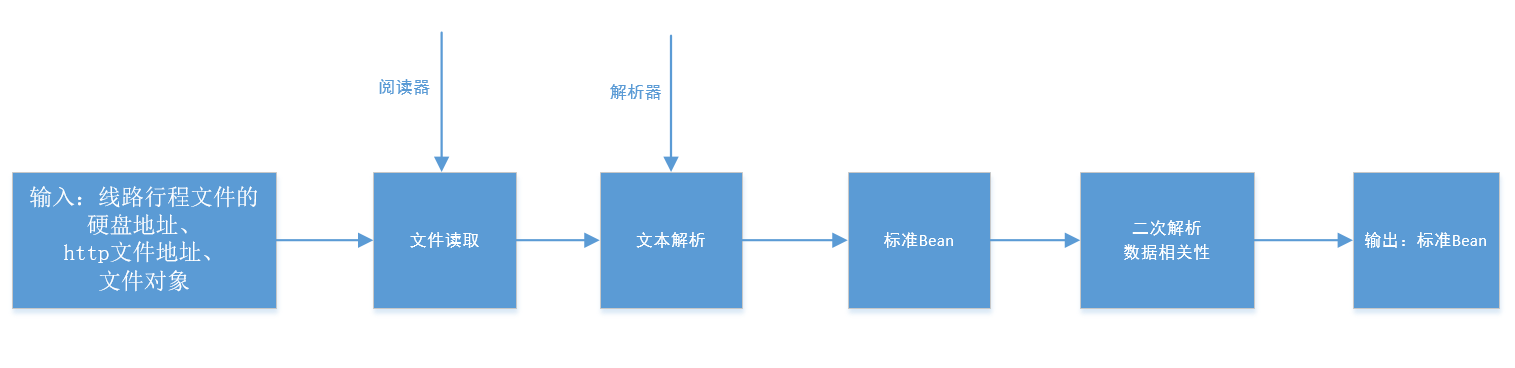 阅读器
解析器
输入：线路行程文件的
硬盘地址、
http文件地址、
文件对象
文件读取
文本解析
标准Bean
二次解析
数据相关性
输出：标准Bean